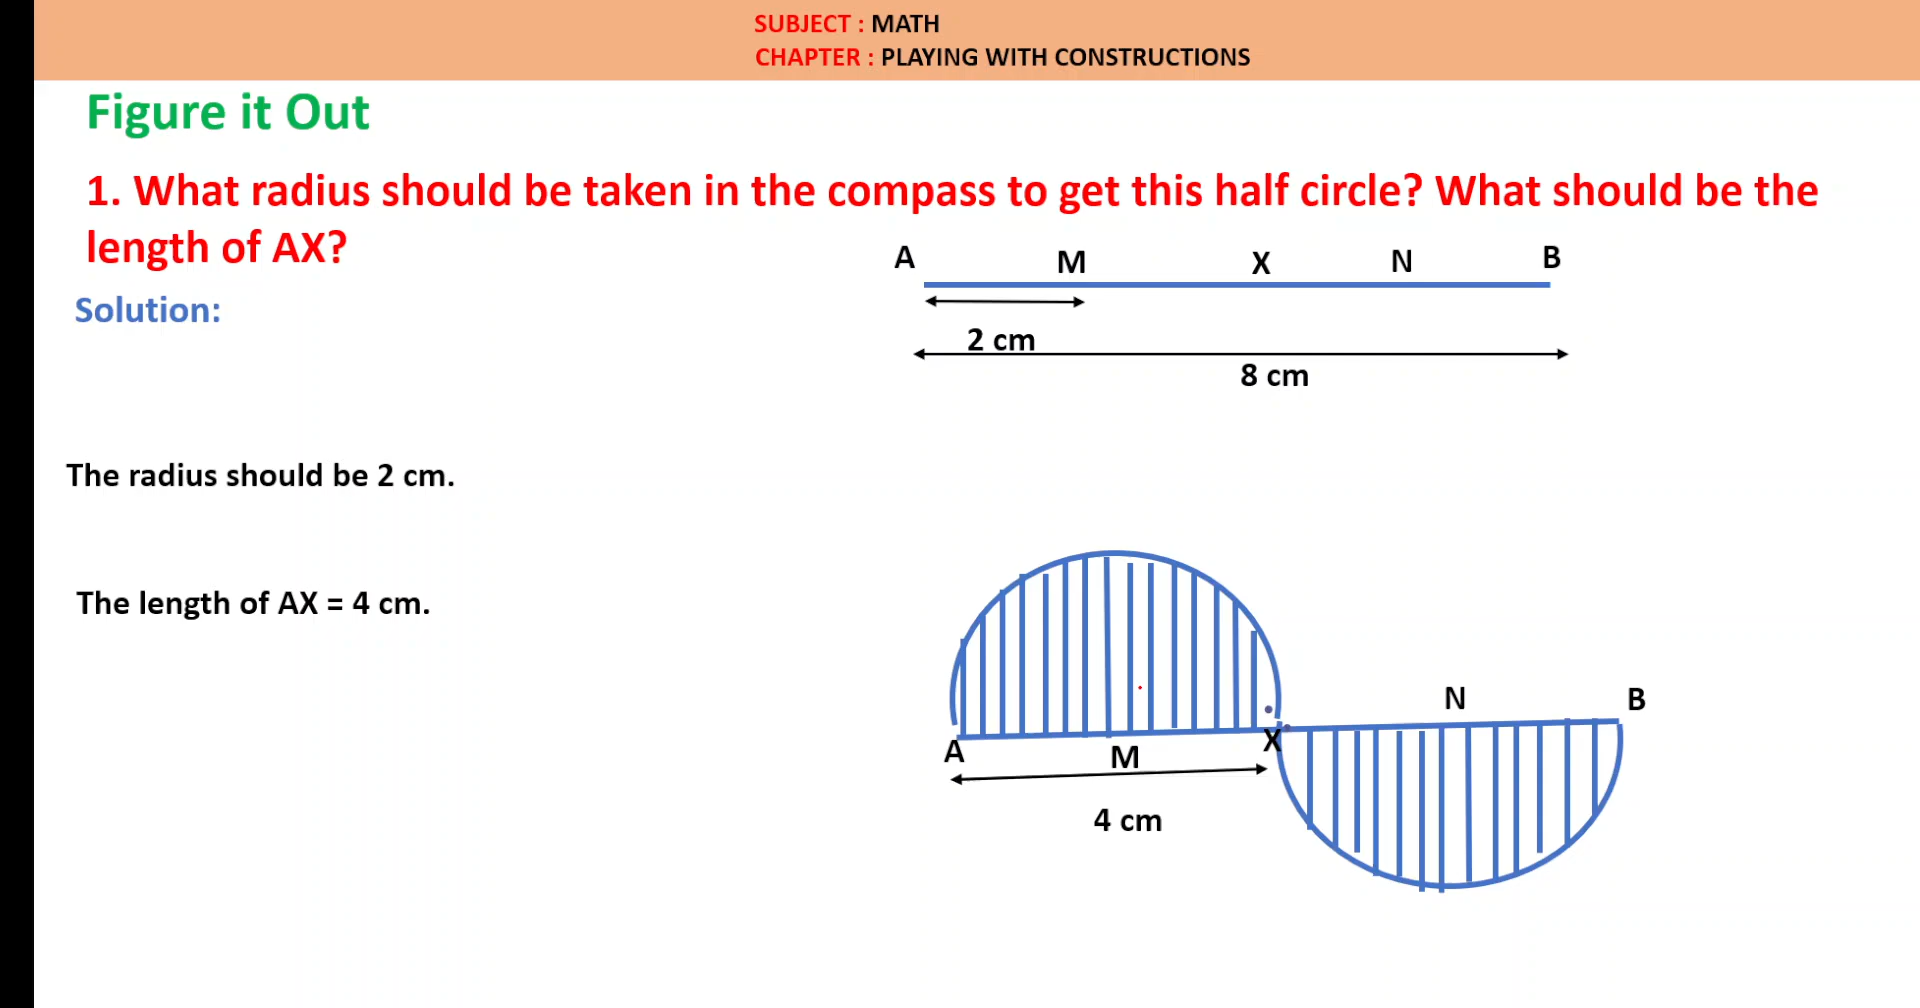 SUBJECT : MATH
CHAPTER : PLAYING WITH CONSTRUCTIONS
Figure it Out
1. What radius should be taken in the compass to get this half circle? What should be the
length of AX?
A M X N B
Solution:
2 cm
8 cm
The radius should be 2 cm.
The length of AX = 4 cm.
N B
A M X
4 cm